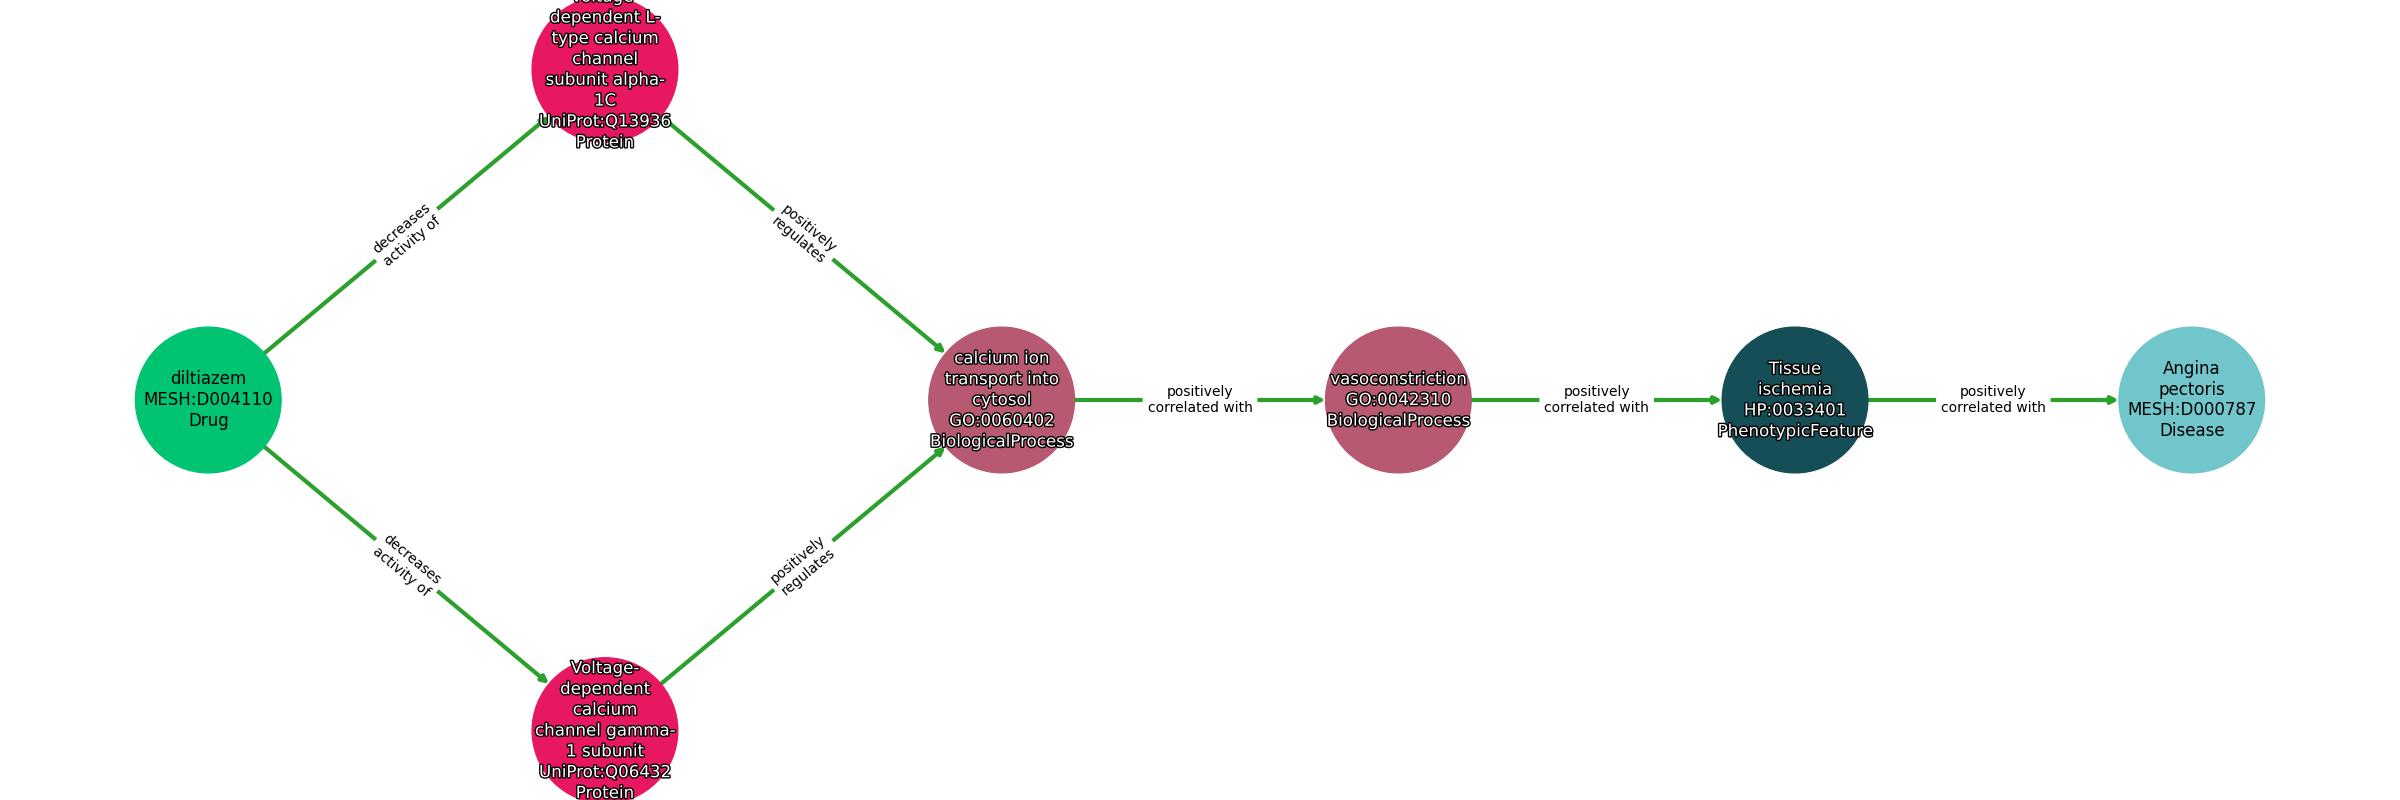 Voltage-
dependent L-
type calcium
channel
subunit alpha-
1C
UniProt:Q13936
Protein
decreases
activity of
positively
regulates
diltiazem
MESH:D004110
Drug
calcium ion
transport into
cytosol
GO:0060402
BiologicalProcess
positively
correlated with
vasoconstriction
GO:0042310
BiologicalProcess
positively
correlated with
Tissue
ischemia
HP:0033401
PhenotypicFeature
positively
correlated with
Angina
pectoris
MESH:D000787
Disease
decreases
activity of
positively
regulates
Voltage-
dependent
calcium
channel gamma-
1 subunit
UniProt:Q06432
Protein